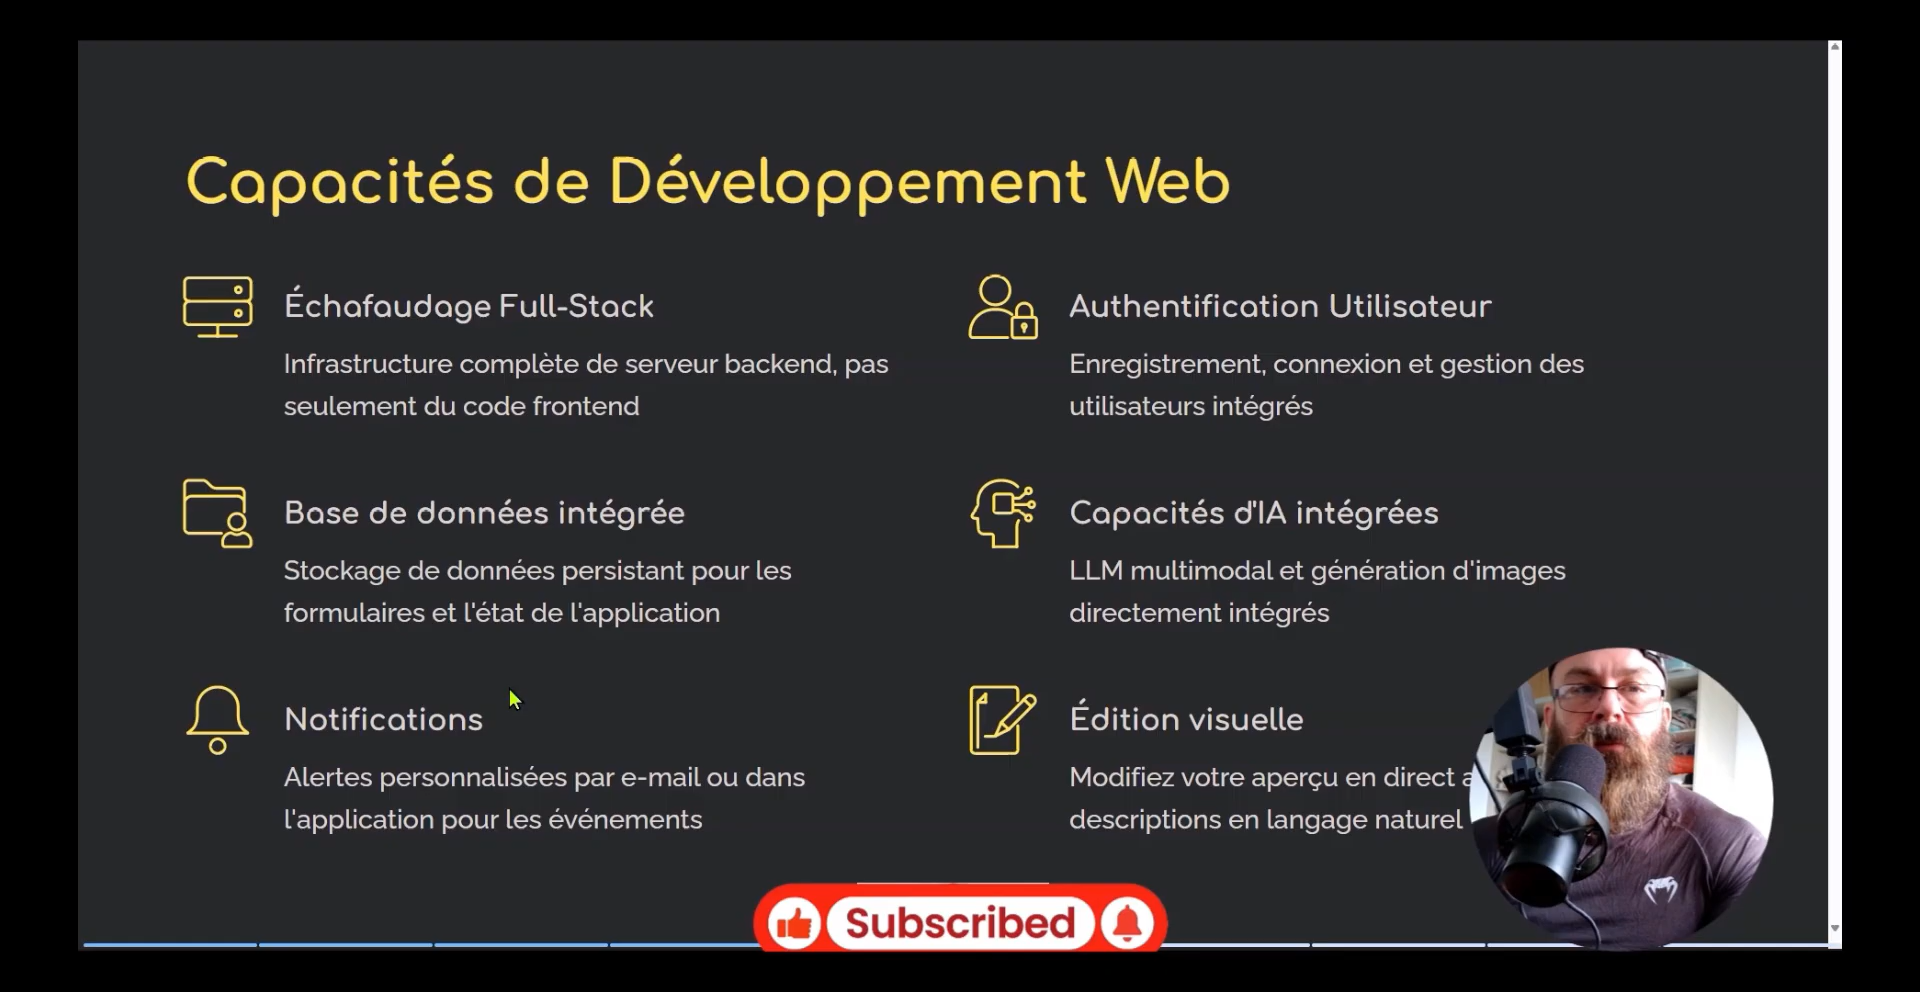 Capacités de Développement Web
Échafaudage Full-Stack
Infrastructure complète de serveur backend, pas
seulement du code frontend
Authentification Utilisateur
Enregistrement, connexion et gestion des
utilisateurs intégrés
Base de données intégrée
Stockage de données persistant pour les
formulaires et l'état de l'application
Capacités d'IA intégrées
LLM multimodal et génération d'images
directement intégrés
Notifications
Alertes personnalisées par e-mail ou dans
l'application pour les événements
Édition visuelle
Modifiez votre aperçu en direct
descriptions en langage naturel
Subscribed